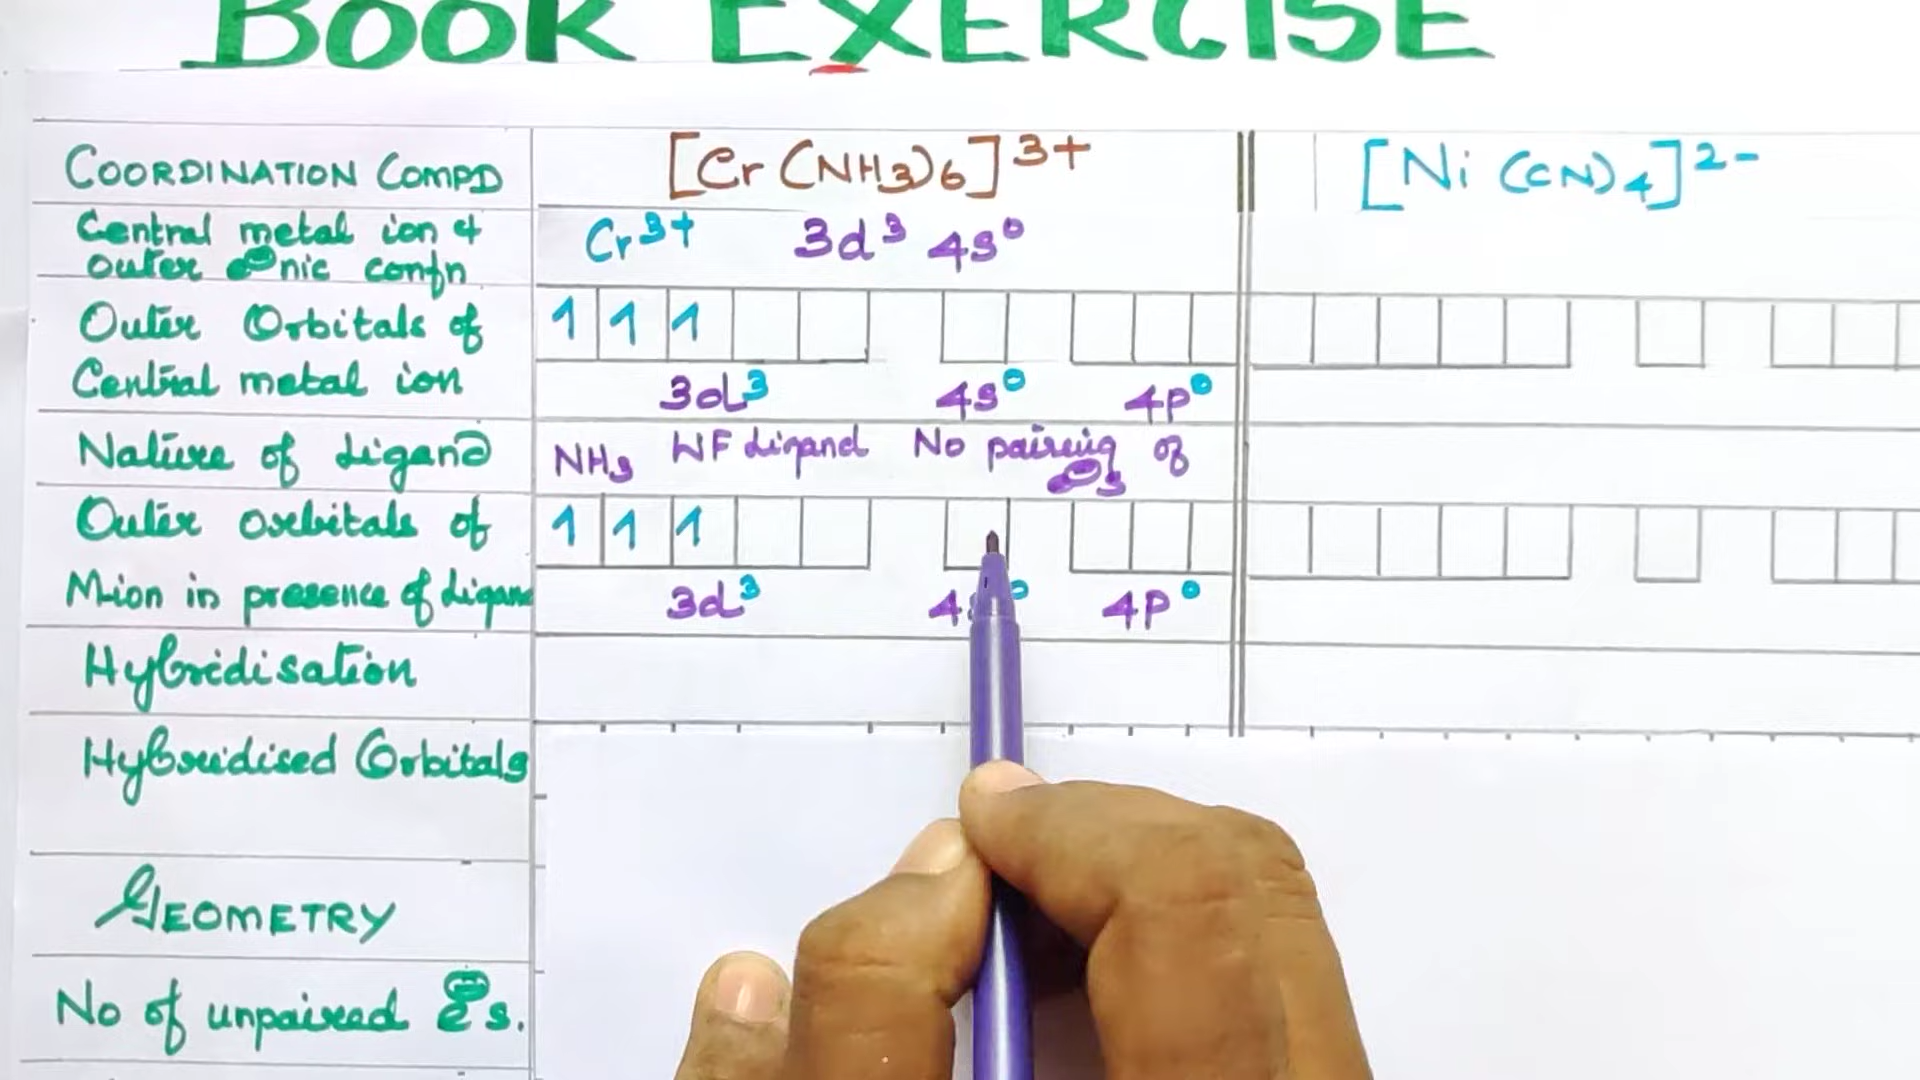 BOOK EXERCISE
COORDINATION COMPD [Cr(NH3)6]3+ [Ni(CN)4]2-
Central metal ion & Cr3+ 3d3 4s0
outer e nic confn
Outer Orbitals of 1 1 1
Central metal ion 3d3 4s0 4p0
Nature of Ligand NH3 WF Ligand No pairing of es
Outer orbitals of 1 1 1
M-ion in presence of Ligand 3d3 4s0 4p0
Hybridisation
Hybridised Orbitals
GEOMETRY
No of unpaired es.